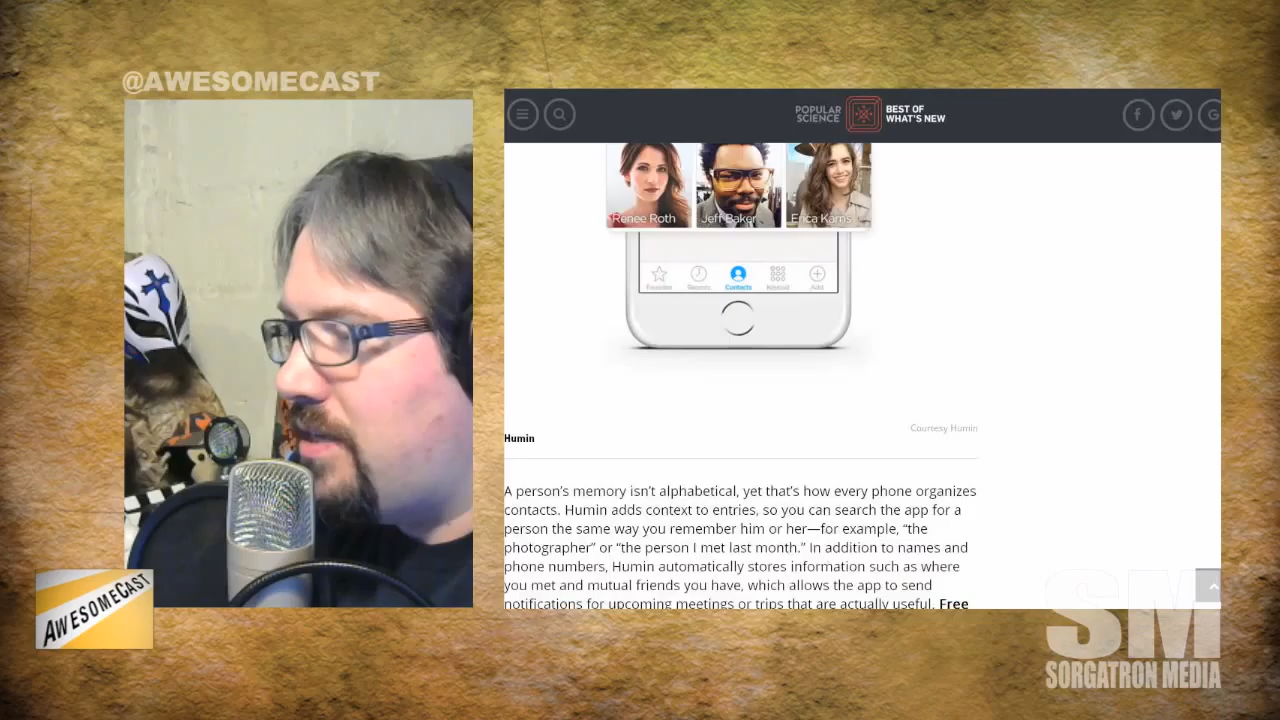 @AWESOMECAST
POPULAR
SCIENCE
BEST OF
WHAT'S NEW
Renee Roth
Jeff Baker
Erica Karns
Favorites
Recents
Contacts
Keypad
Add
Courtesy Humin
Humin
A person’s memory isn’t alphabetical, yet that’s how every phone organizes
contacts. Humin adds context to entries, so you can search the app for a
person the same way you remember him or her—for example, “the
photographer” or “the person I met last month.” In addition to names and
phone numbers, Humin automatically stores information such as where
you met and mutual friends you have, which allows the app to send
notifications for upcoming meetings or trips that are actually useful. Free
AWESOMECAST
SM
SORGATRON MEDIA